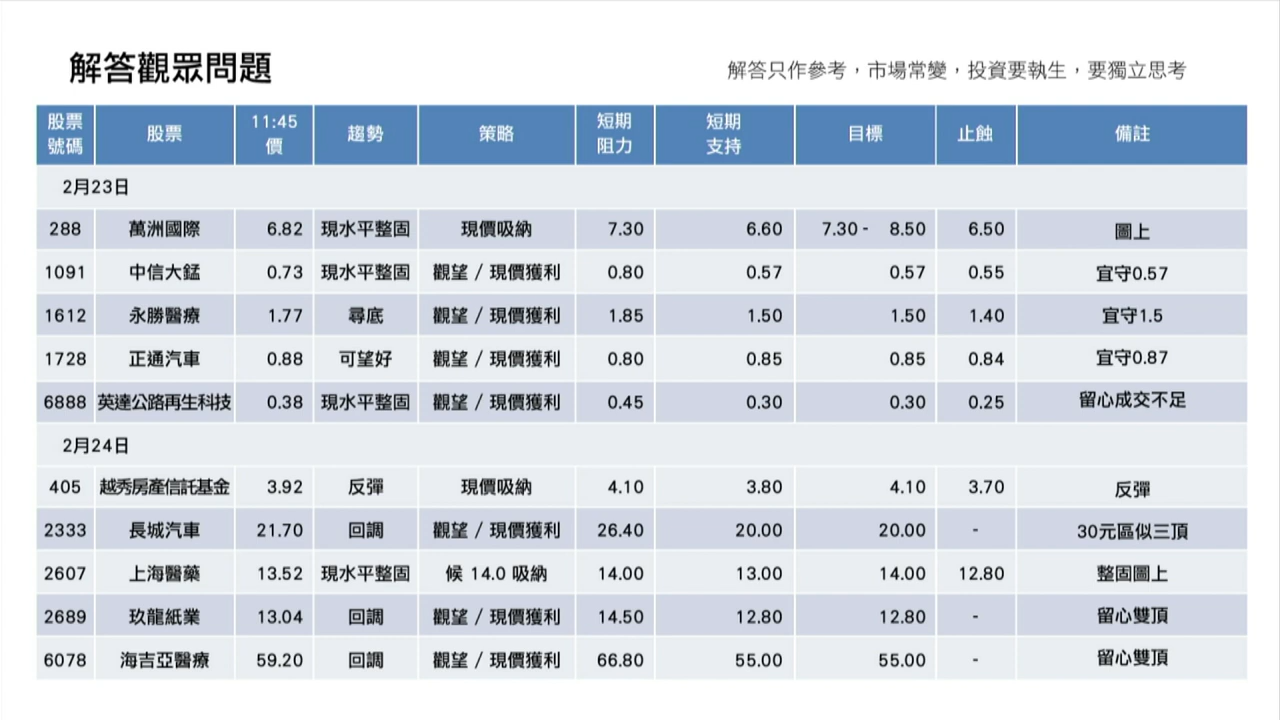 解答觀眾問題
解答只作參考，市場常變，投資要執生，要獨立思考
股票號碼 股票 11:45價 趨勢 策略 短期阻力 短期支持 目標 止蝕 備註
2月23日
288 萬洲國際 6.82 現水平整固 現價吸納 7.30 6.60 7.30 - 8.50 6.50 圖上
1091 中信大錳 0.73 現水平整固 觀望 / 現價獲利 0.80 0.57 0.57 0.55 宜守0.57
1612 永勝醫療 1.77 尋底 觀望 / 現價獲利 1.85 1.50 1.50 1.40 宜守1.5
1728 正通汽車 0.88 可望好 觀望 / 現價獲利 0.80 0.85 0.85 0.84 宜守0.87
6888 英達公路再生科技 0.38 現水平整固 觀望 / 現價獲利 0.45 0.30 0.30 0.25 留心成交不足
2月24日
405 越秀房產信託基金 3.92 反彈 現價吸納 4.10 3.80 4.10 3.70 反彈
2333 長城汽車 21.70 回調 觀望 / 現價獲利 26.40 20.00 20.00 - 30元區似三頂
2607 上海醫藥 13.52 現水平整固 候 14.0 吸納 14.00 13.00 14.00 12.80 整固圖上
2689 玖龍紙業 13.04 回調 觀望 / 現價獲利 14.50 12.80 12.80 - 留心雙頂
6078 海吉亞醫療 59.20 回調 觀望 / 現價獲利 66.80 55.00 55.00 - 留心雙頂